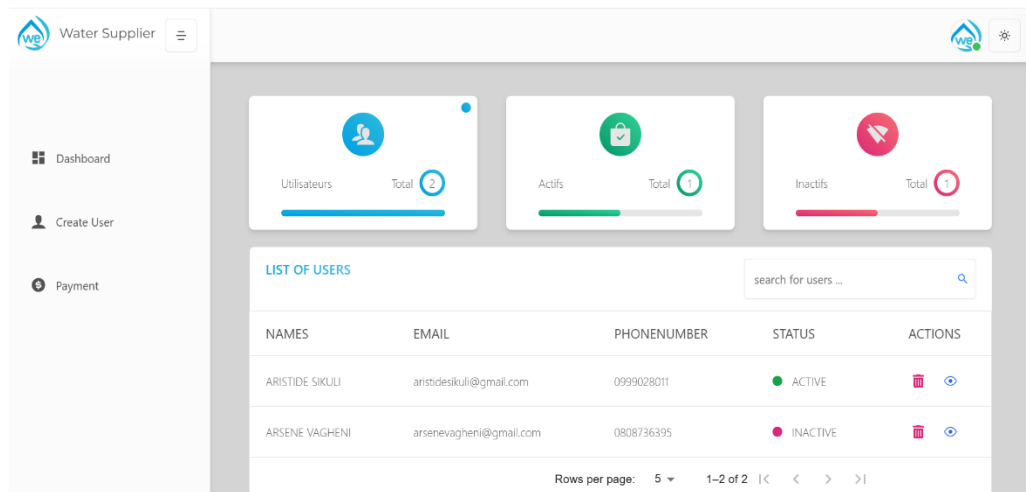 we Water Supplier
we
Dashboard
Create User
Payment
Utilisateurs Total 2
Actifs Total 1
Inactifs Total 1
LIST OF USERS
search for users ...
NAMES EMAIL PHONENUMBER STATUS ACTIONS
ARISTIDE SIKULI aristidesikuli@gmail.com 0999028011 ACTIVE
ARSENE VAGHENI arsenevagheni@gmail.com 0808736395 INACTIVE
Rows per page: 5 1–2 of 2